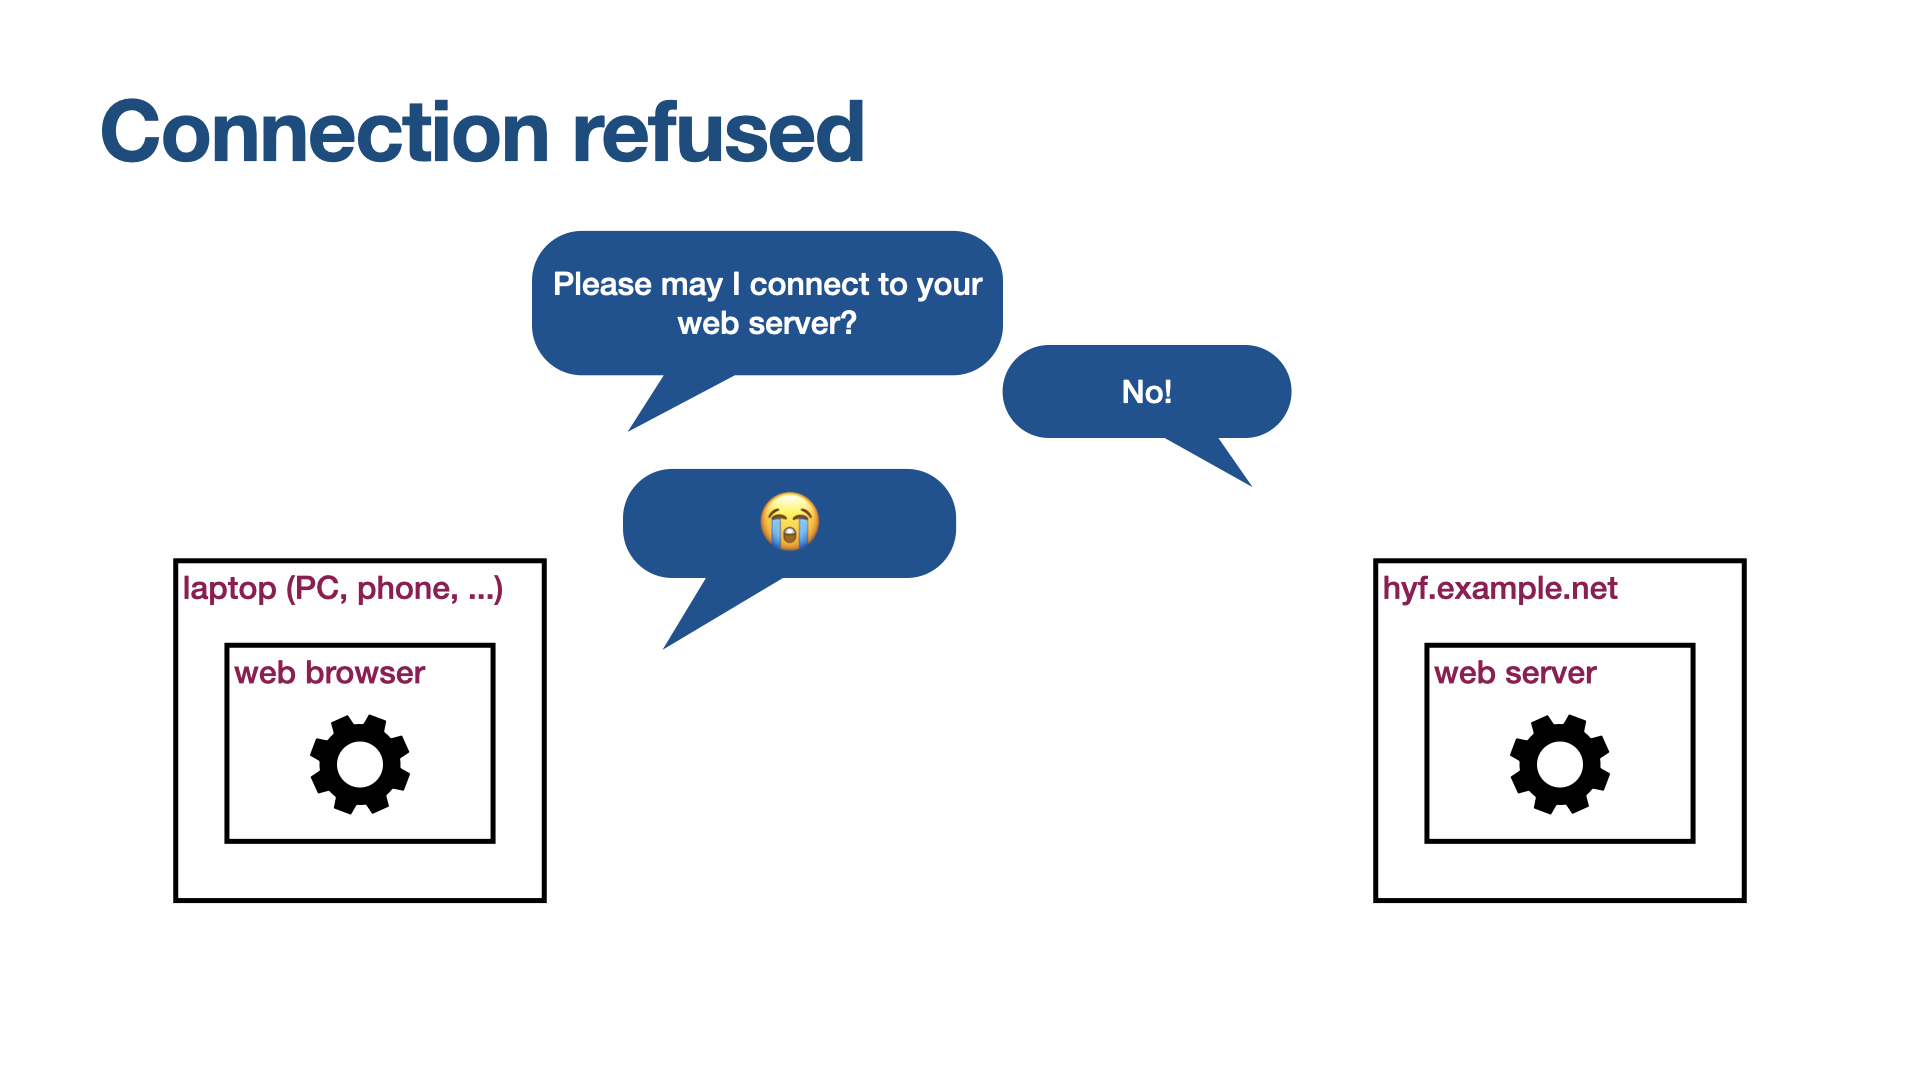 Connection refused
Please may I connect to your
web server?
No!
😭
laptop (PC, phone, ...)
web browser
hyf.example.net
web server